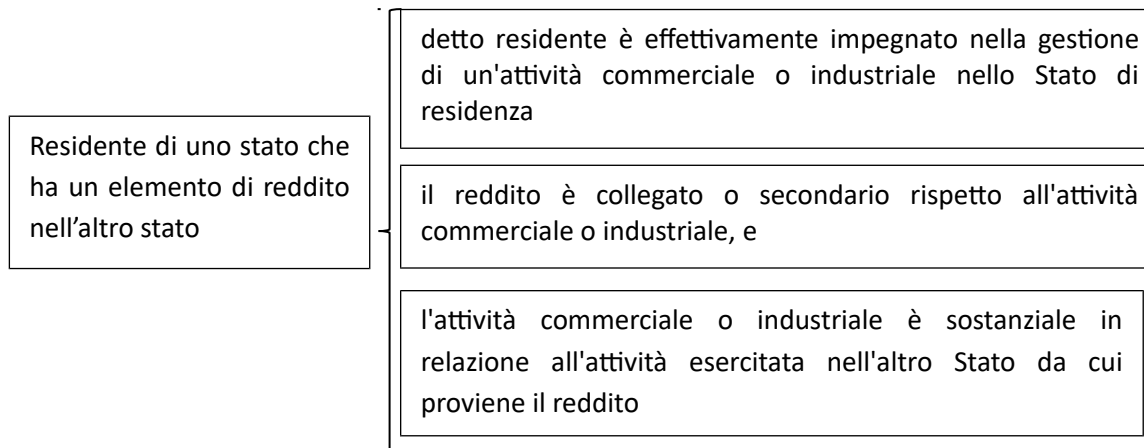 Residente di uno stato che
ha un elemento di reddito
nell’altro stato
detto residente è effettivamente impegnato nella gestione
di un'attività commerciale o industriale nello Stato di
residenza
il reddito è collegato o secondario rispetto all'attività
commerciale o industriale, e
l'attività commerciale o industriale è sostanziale in
relazione all'attività esercitata nell'altro Stato da cui
proviene il reddito